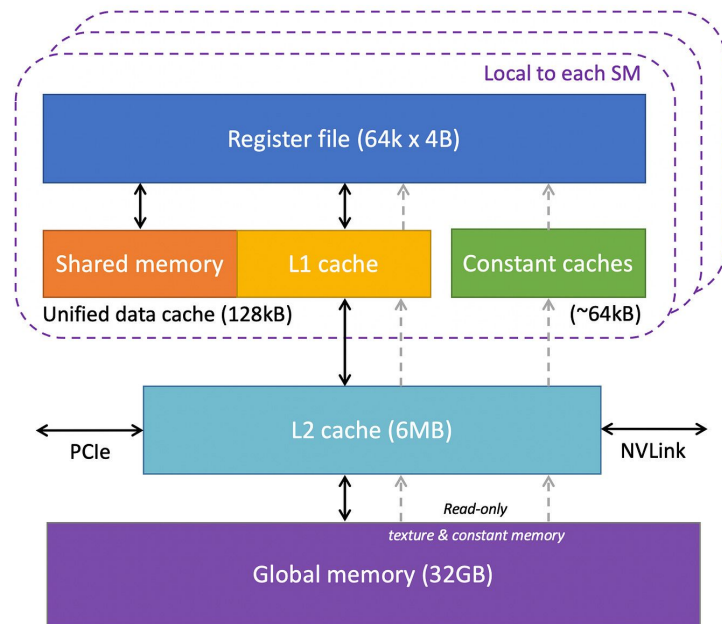 Local to each SM
Register file (64k x 4B)
Shared memory
L1 cache
Constant caches
Unified data cache (128kB)
(~64kB)
L2 cache (6MB)
PCIe
NVLink
Read-only
texture & constant memory
Global memory (32GB)